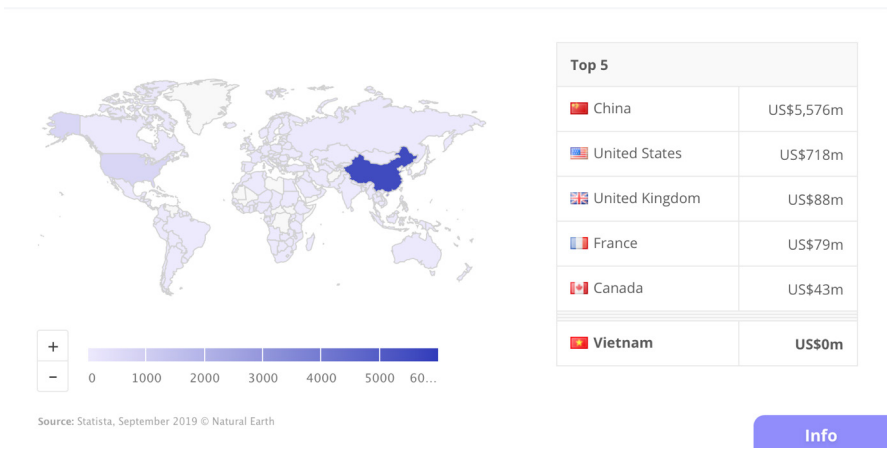 Top 5
China US$5,576m
United States US$718m
United Kingdom US$88m
France US$79m
Canada US$43m
Vietnam US$0m
+
−
0 1000 2000 3000 4000 5000 60...
Source: Statista, September 2019 © Natural Earth
Info